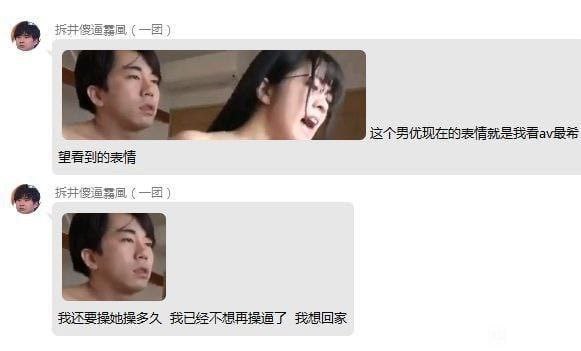 拆井傻逼霧風（一团）
这个男优现在的表情就是我看av最希
望看到的表情
拆井傻逼霧風（一团）
我还要操她操多久 我已经不想再操逼了 我想回家